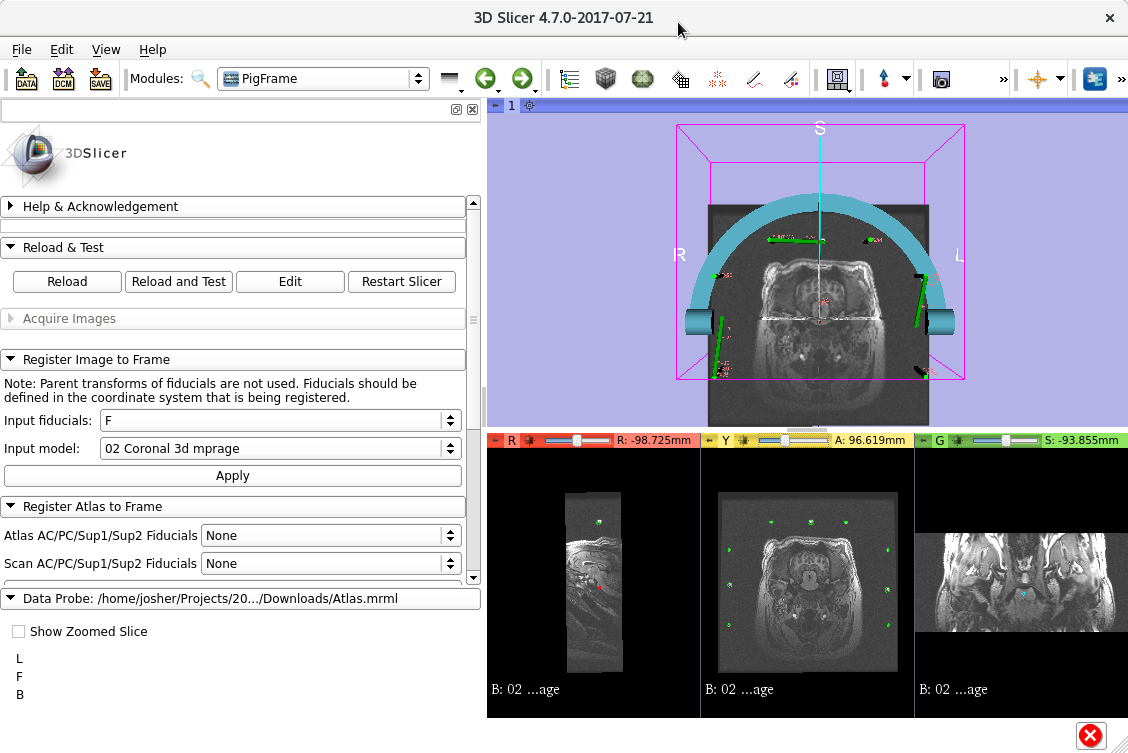 3D Slicer 4.7.0-2017-07-21
File Edit View Help
DATA DCM SAVE Modules: PigFrame » »
1
3DSlicer
Help & Acknowledgement
Reload & Test
Reload Reload and Test Edit Restart Slicer
Acquire Images
Register Image to Frame
Note: Parent transforms of fiducials are not used. Fiducials should be
defined in the coordinate system that is being registered.
Input fiducials: F
Input model: 02 Coronal 3d mprage
Apply
Register Atlas to Frame
Atlas AC/PC/Sup1/Sup2 Fiducials None
Scan AC/PC/Sup1/Sup2 Fiducials None
Data Probe: /home/josher/Projects/20.../Downloads/Atlas.mrml
Show Zoomed Slice
L
F
B
S
R L
R R: -98.725mm
Y A: 96.619mm
G S: -93.855mm
B: 02 ...age
B: 02 ...age
B: 02 ...age